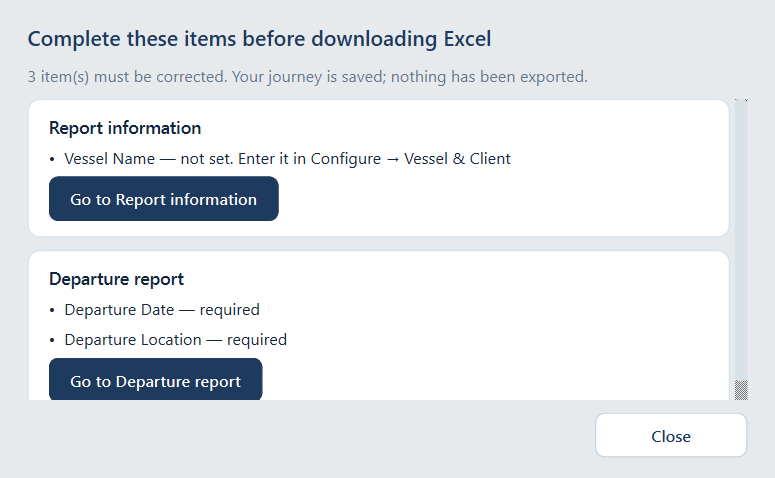 Complete these items before downloading Excel
3 item(s) must be corrected. Your journey is saved; nothing has been exported.
Report information
• Vessel Name — not set. Enter it in Configure → Vessel & Client
Go to Report information
Departure report
• Departure Date — required
• Departure Location — required
Go to Departure report
Close